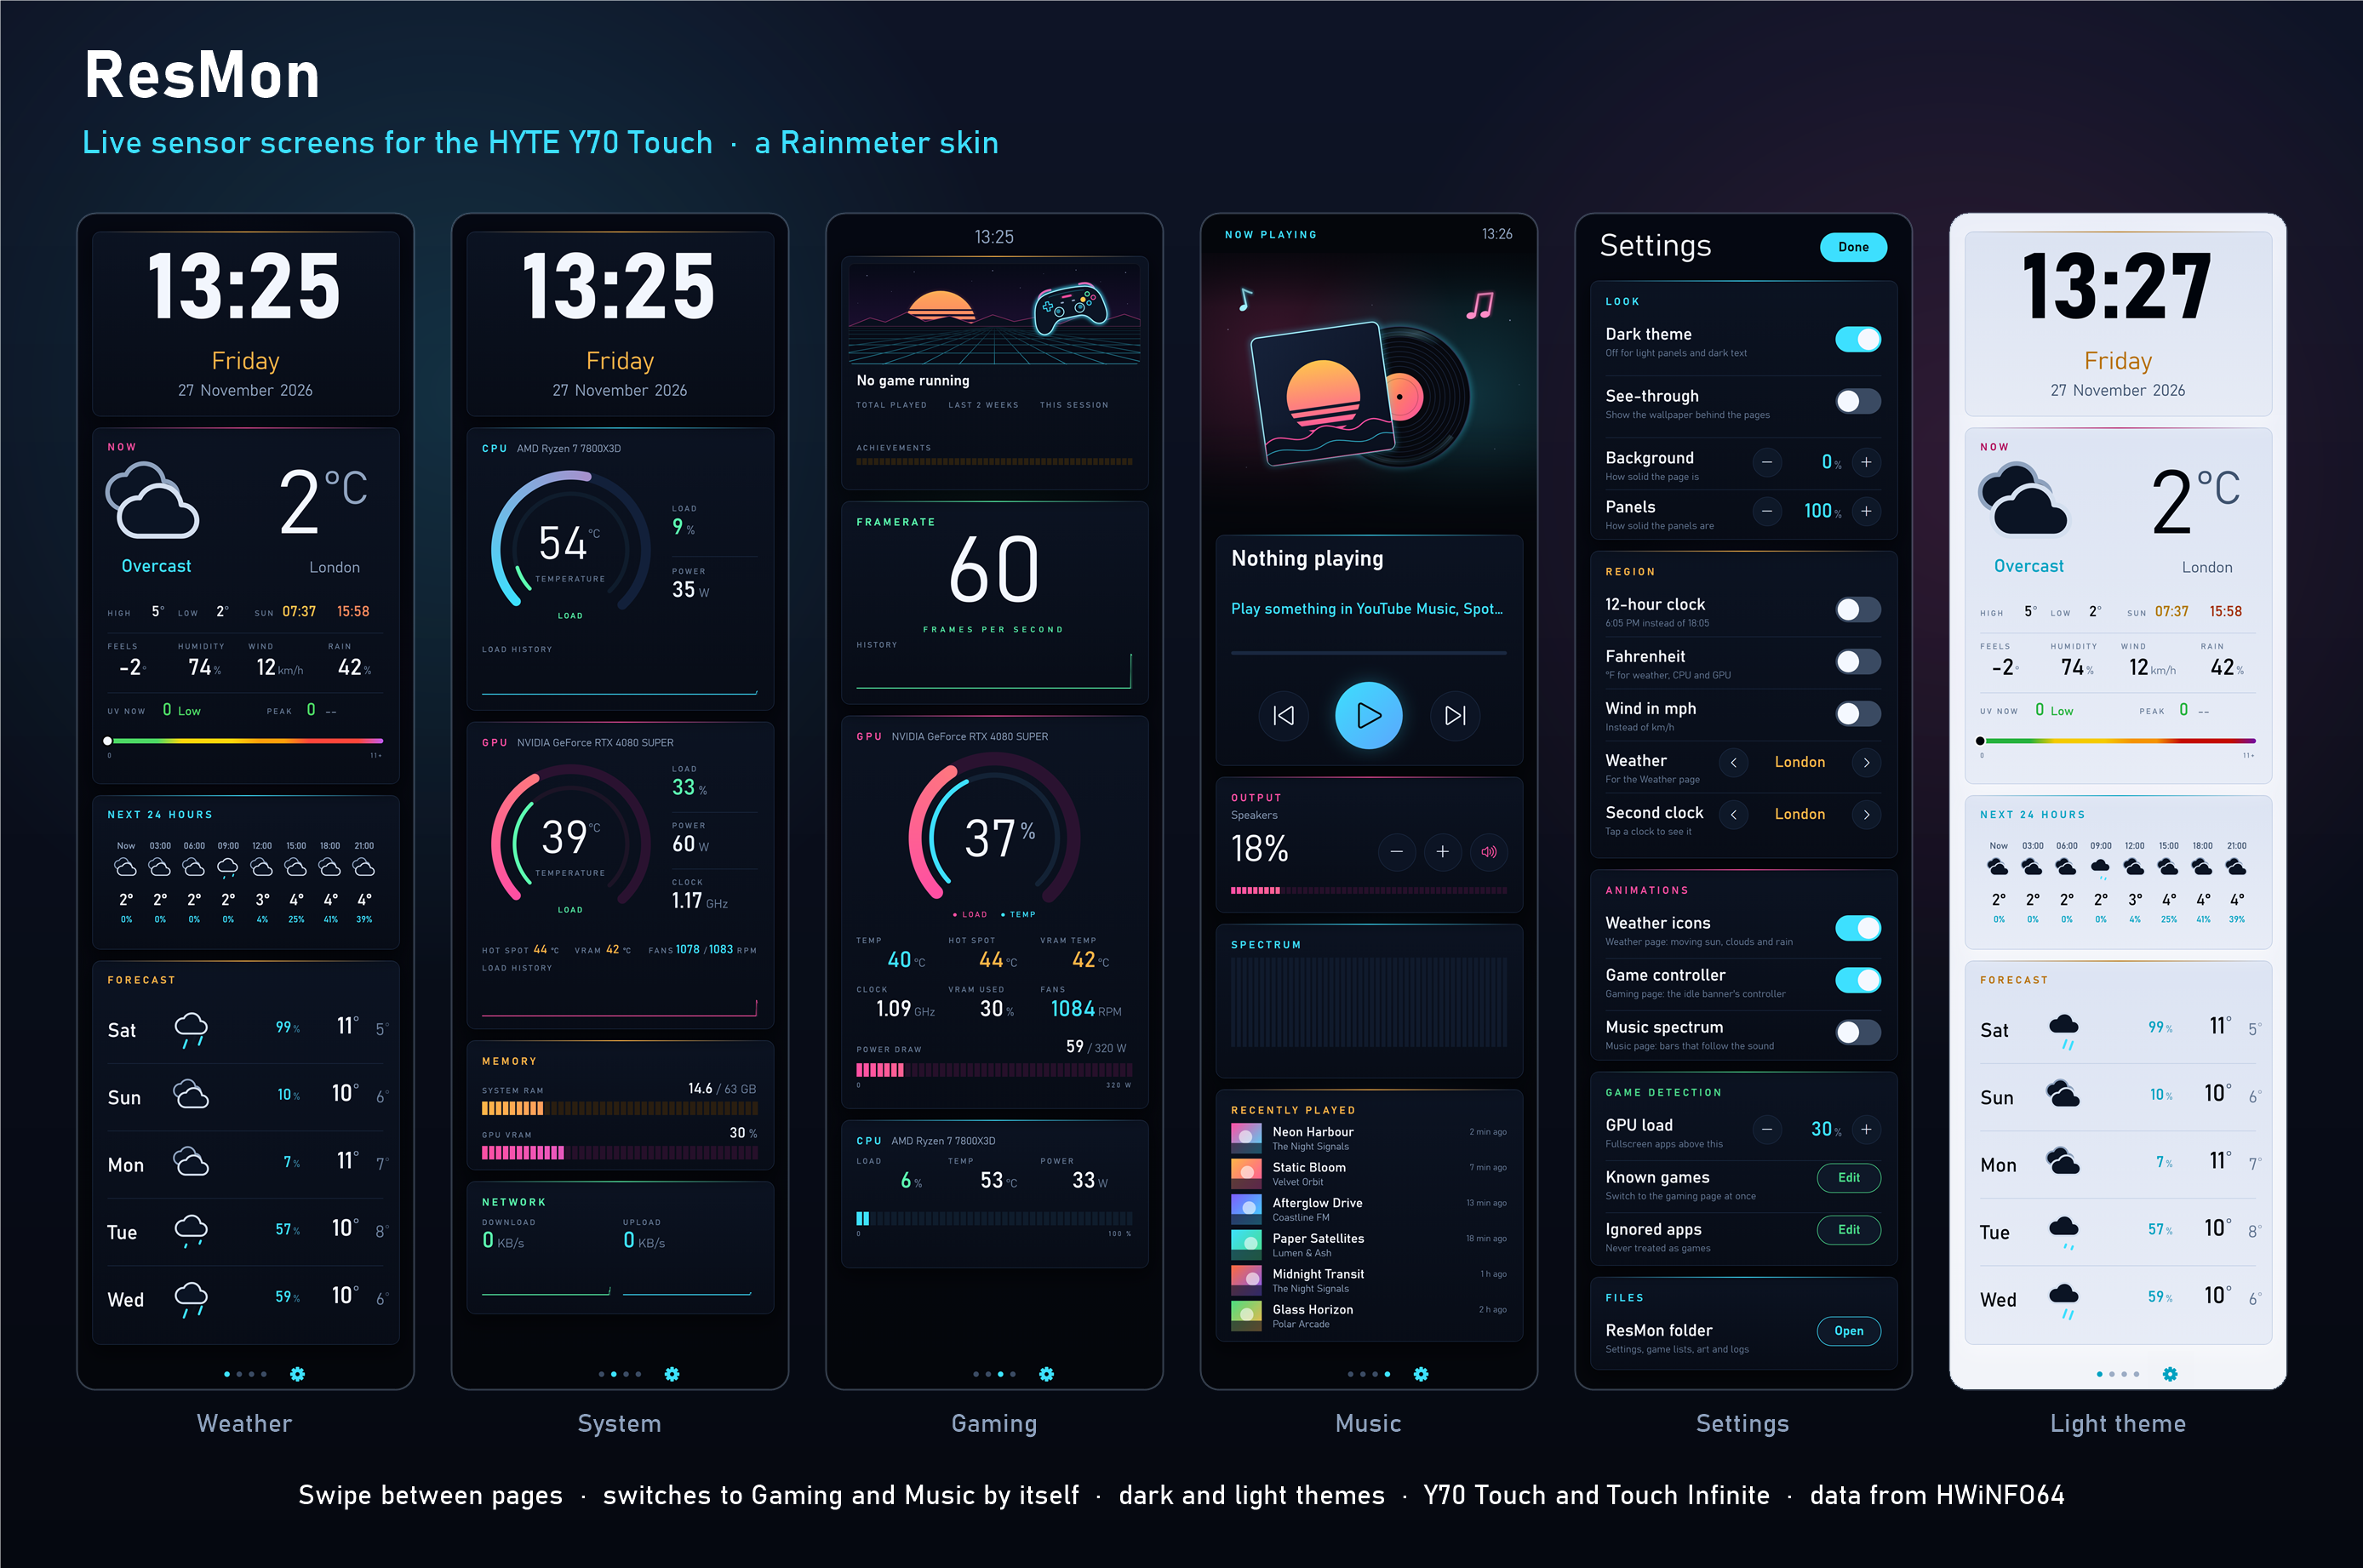 ResMon
Live sensor screens for the HYTE Y70 Touch · a Rainmeter skin
13:25
Friday
27 November 2026
NOW
2°C
Overcast
London
HIGH 5° LOW 2° SUN 07:37 15:58
FEELS HUMIDITY WIND RAIN
-2° 74% 12 km/h 42%
UV NOW 0 Low PEAK 0 --
0 11+
NEXT 24 HOURS
Now 03:00 06:00 09:00 12:00 15:00 18:00 21:00
2° 2° 2° 2° 3° 4° 4° 4°
0% 0% 0% 0% 4% 25% 41% 39%
FORECAST
Sat 99% 11° 5°
Sun 10% 10° 6°
Mon 7% 11° 7°
Tue 57% 10° 8°
Wed 59% 10° 6°
Weather
13:25
Friday
27 November 2026
CPU AMD Ryzen 7 7800X3D
54°C
TEMPERATURE
LOAD
LOAD
9%
POWER
35 W
LOAD HISTORY
GPU NVIDIA GeForce RTX 4080 SUPER
39°C
TEMPERATURE
LOAD
LOAD
33%
POWER
60 W
CLOCK
1.17 GHz
HOT SPOT 44 °C VRAM 42 °C FANS 1078 / 1083 RPM
LOAD HISTORY
MEMORY
SYSTEM RAM 14.6 / 63 GB
GPU VRAM 30 %
NETWORK
DOWNLOAD UPLOAD
0 KB/s 0 KB/s
System
13:25
No game running
TOTAL PLAYED LAST 2 WEEKS THIS SESSION
ACHIEVEMENTS
FRAMERATE
60
FRAMES PER SECOND
HISTORY
GPU NVIDIA GeForce RTX 4080 SUPER
37%
• LOAD • TEMP
TEMP HOT SPOT VRAM TEMP
40 °C 44 °C 42 °C
CLOCK VRAM USED FANS
1.09 GHz 30 % 1084 RPM
POWER DRAW 59 / 320 W
0 320 W
CPU AMD Ryzen 7 7800X3D
LOAD TEMP POWER
6 % 53 °C 33 W
0 100 %
Gaming
NOW PLAYING 13:26
Nothing playing
Play something in YouTube Music, Spot...
OUTPUT
Speakers
18%
SPECTRUM
RECENTLY PLAYED
Neon Harbour 2 min ago
The Night Signals
Static Bloom 7 min ago
Velvet Orbit
Afterglow Drive 13 min ago
Coastline FM
Paper Satellites 18 min ago
Lumen & Ash
Midnight Transit 1 h ago
The Night Signals
Glass Horizon 2 h ago
Polar Arcade
Music
Settings Done
LOOK
Dark theme
Off for light panels and dark text
See-through
Show the wallpaper behind the pages
Background − 0% +
How solid the page is
Panels − 100% +
How solid the panels are
REGION
12-hour clock
6:05 PM instead of 18:05
Fahrenheit
°F for weather, CPU and GPU
Wind in mph
Instead of km/h
Weather London
For the Weather page
Second clock London
Tap a clock to see it
ANIMATIONS
Weather icons
Weather page: moving sun, clouds and rain
Game controller
Gaming page: the idle banner's controller
Music spectrum
Music page: bars that follow the sound
GAME DETECTION
GPU load − 30% +
Fullscreen apps above this
Known games Edit
Switch to the gaming page at once
Ignored apps Edit
Never treated as games
FILES
ResMon folder Open
Settings, game lists, art and logs
Settings
13:27
Friday
27 November 2026
NOW
2°C
Overcast
London
HIGH 5° LOW 2° SUN 07:37 15:58
FEELS HUMIDITY WIND RAIN
-2° 74% 12 km/h 42%
UV NOW 0 Low PEAK 0 --
0 11+
NEXT 24 HOURS
Now 03:00 06:00 09:00 12:00 15:00 18:00 21:00
2° 2° 2° 2° 3° 4° 4° 4°
0% 0% 0% 0% 4% 25% 41% 39%
FORECAST
Sat 99% 11° 5°
Sun 10% 10° 6°
Mon 7% 11° 7°
Tue 57% 10° 8°
Wed 59% 10° 6°
Light theme
Swipe between pages · switches to Gaming and Music by itself · dark and light themes · Y70 Touch and Touch Infinite · data from HWiNFO64